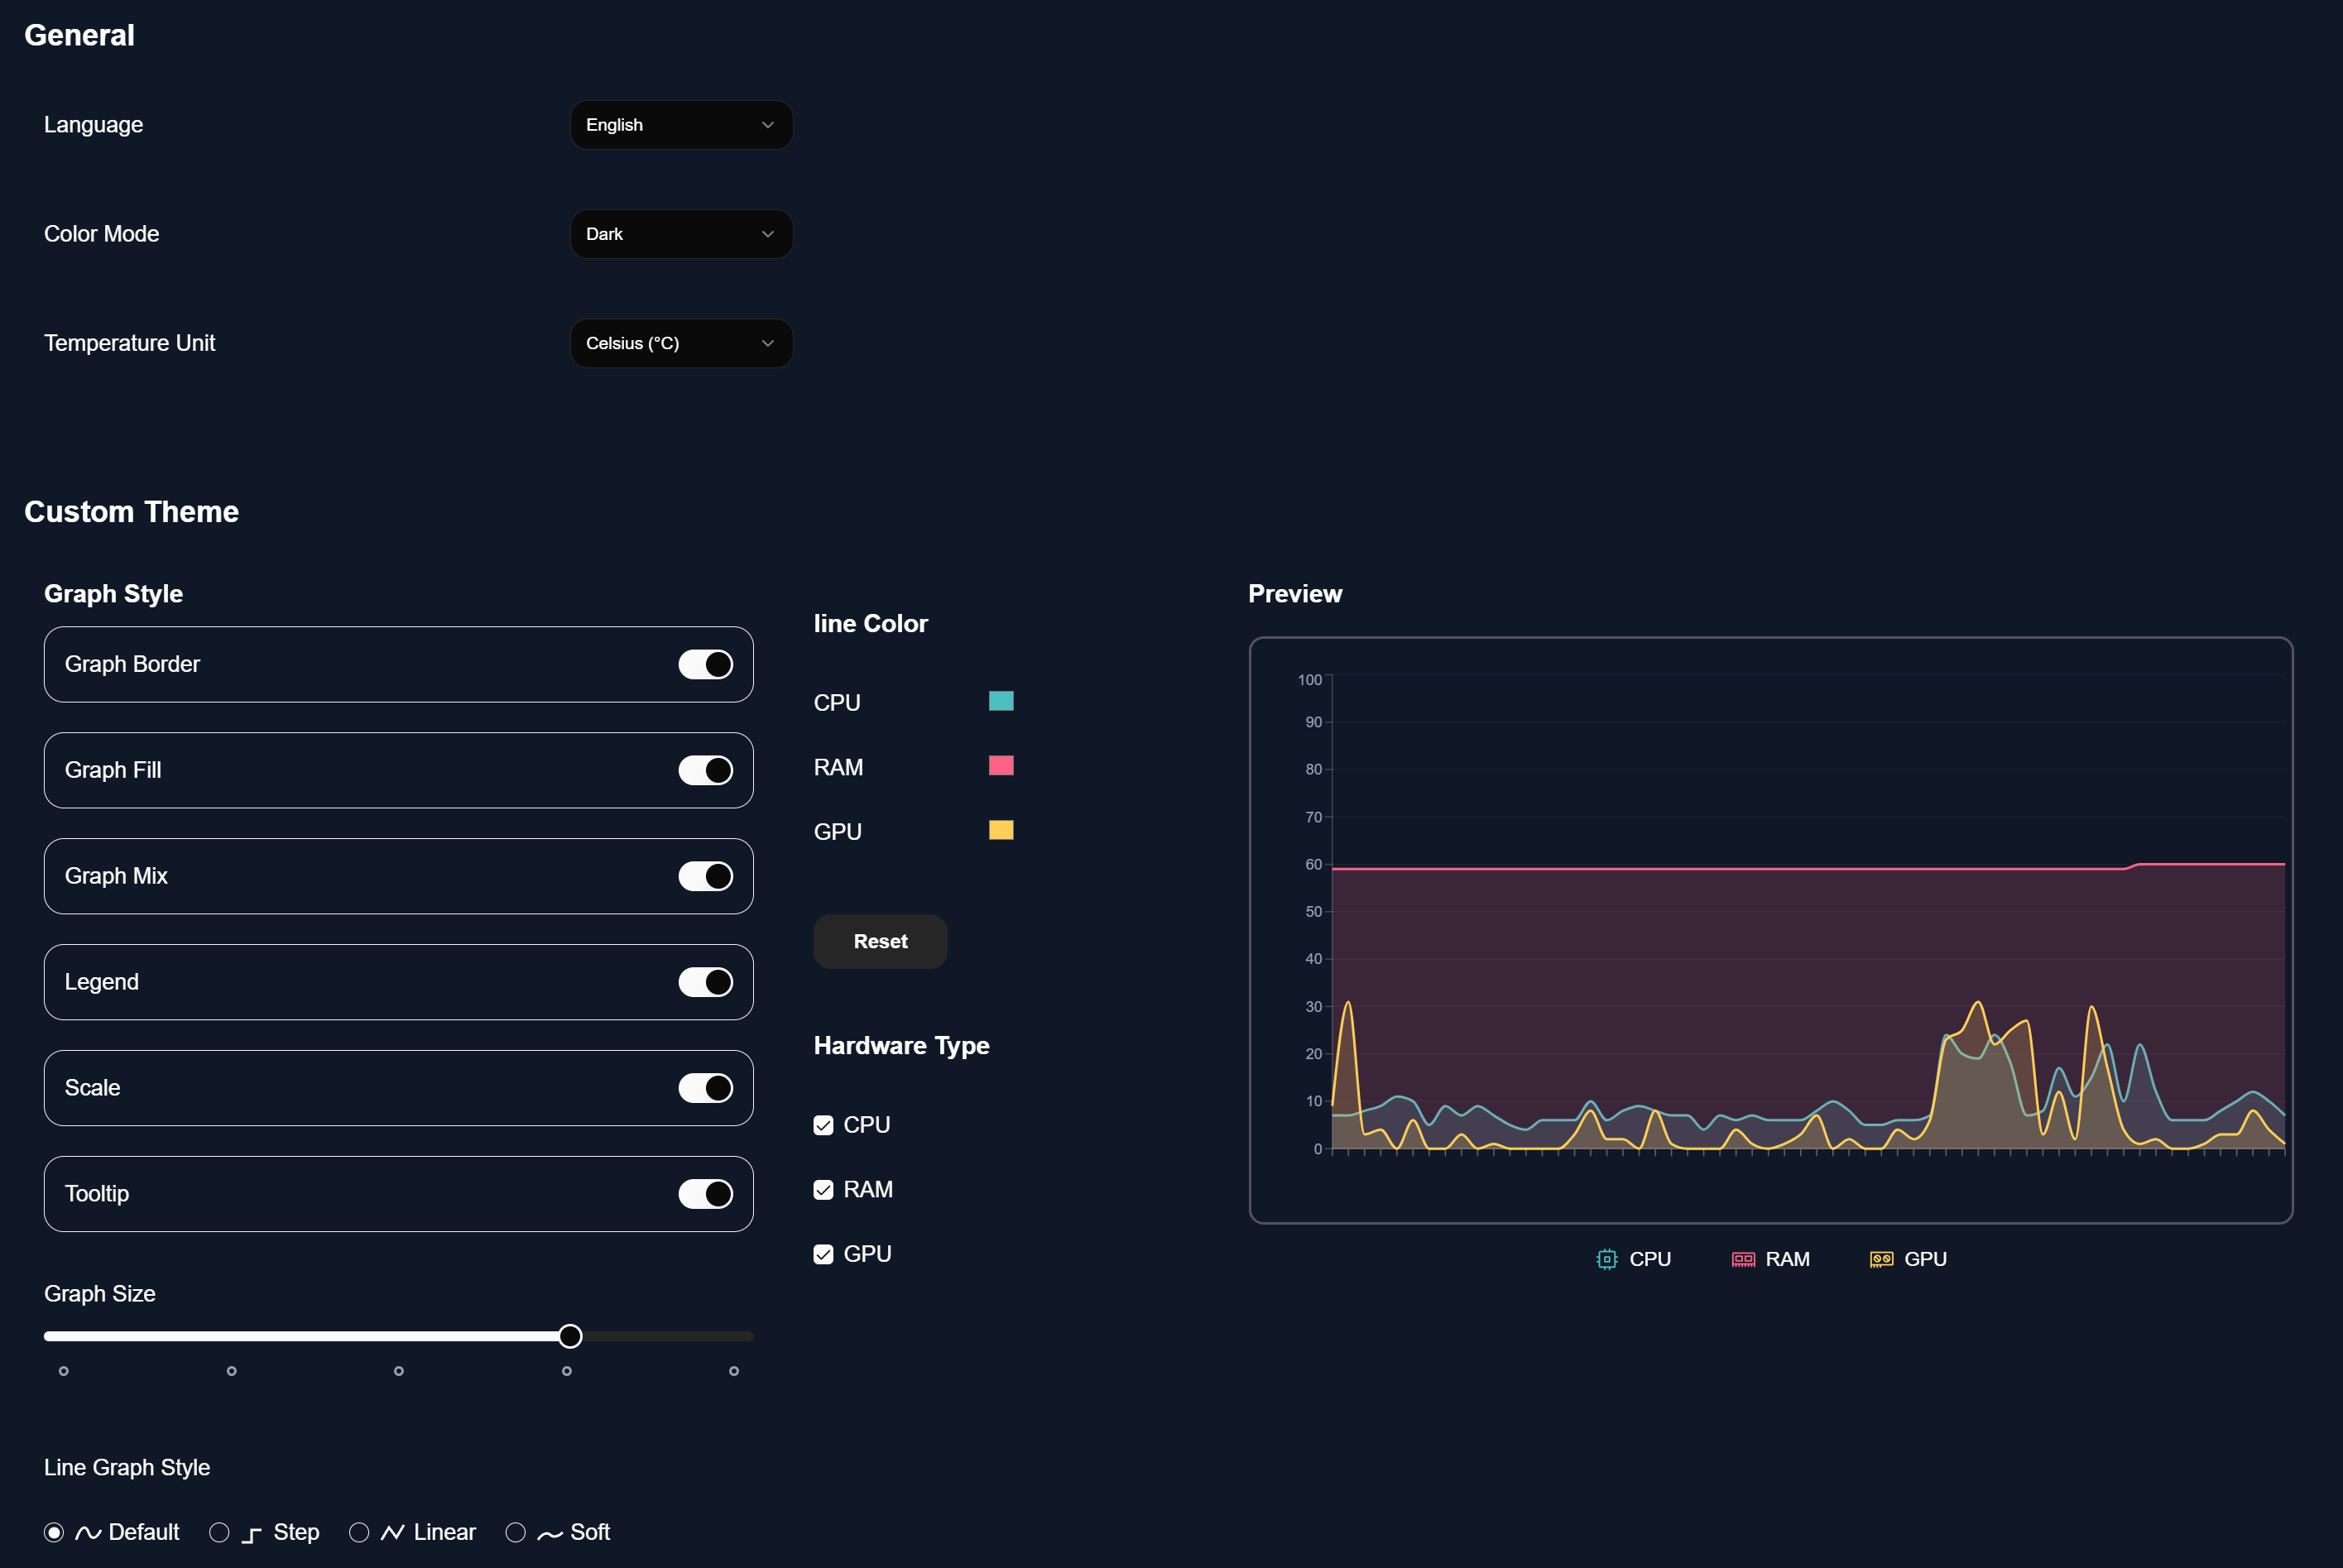 General
Language
English
Color Mode
Dark
Temperature Unit
Celsius (°C)
Custom Theme
Graph Style
Graph Border
Graph Fill
Graph Mix
Legend
Scale
Tooltip
Graph Size
Line Graph Style
Default
Step
Linear
Soft
line Color
CPU
RAM
GPU
Reset
Hardware Type
CPU
RAM
GPU
Preview
100
90
80
70
60
50
40
30
20
10
0
CPU
RAM
GPU